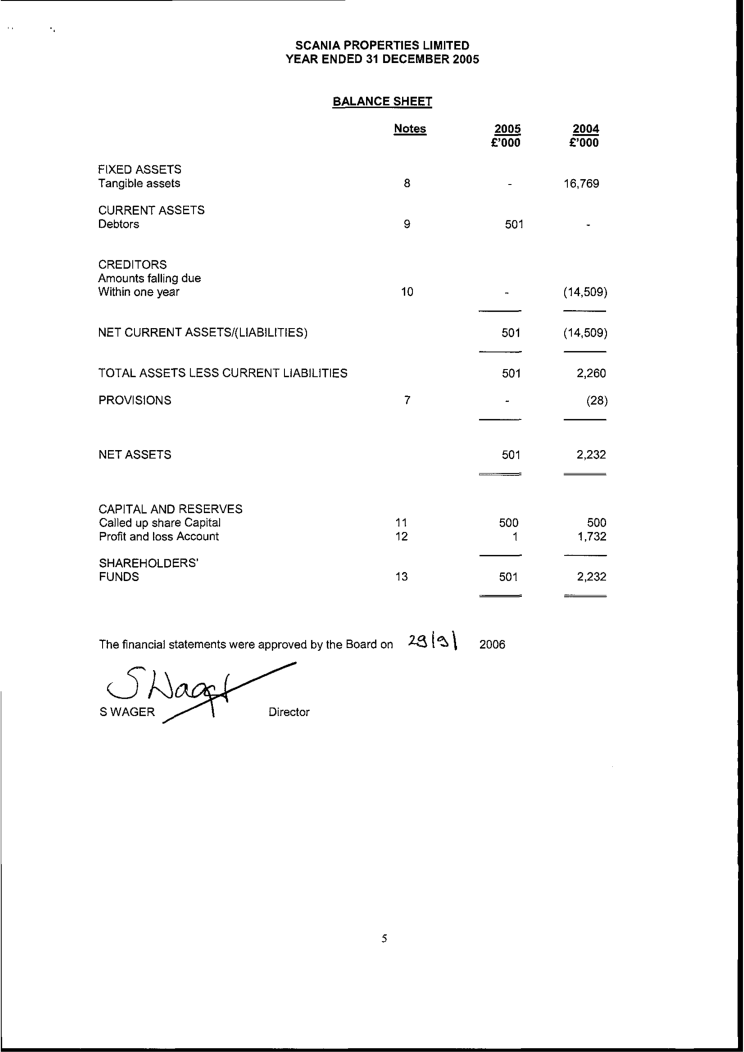 SCANIA PROPERTIES LIMITED
YEAR ENDED 31 DECEMBER 2005
BALANCE SHEET
Notes 2005 2004
£'000 £'000
FIXED ASSETS
Tangible assets 8 - 16,769
CURRENT ASSETS
Debtors 9 501 -
CREDITORS
Amounts falling due
Within one year 10 - (14,509)
NET CURRENT ASSETS/(LIABILITIES) 501 (14,509)
TOTAL ASSETS LESS CURRENT LIABILITIES 501 2,260
PROVISIONS 7 - (28)
NET ASSETS 501 2,232
CAPITAL AND RESERVES
Called up share Capital 11 500 500
Profit and loss Account 12 1 1,732
SHAREHOLDERS'
FUNDS 13 501 2,232
The financial statements were approved by the Board on 29|9| 2006
S Wager
S WAGER Director
5